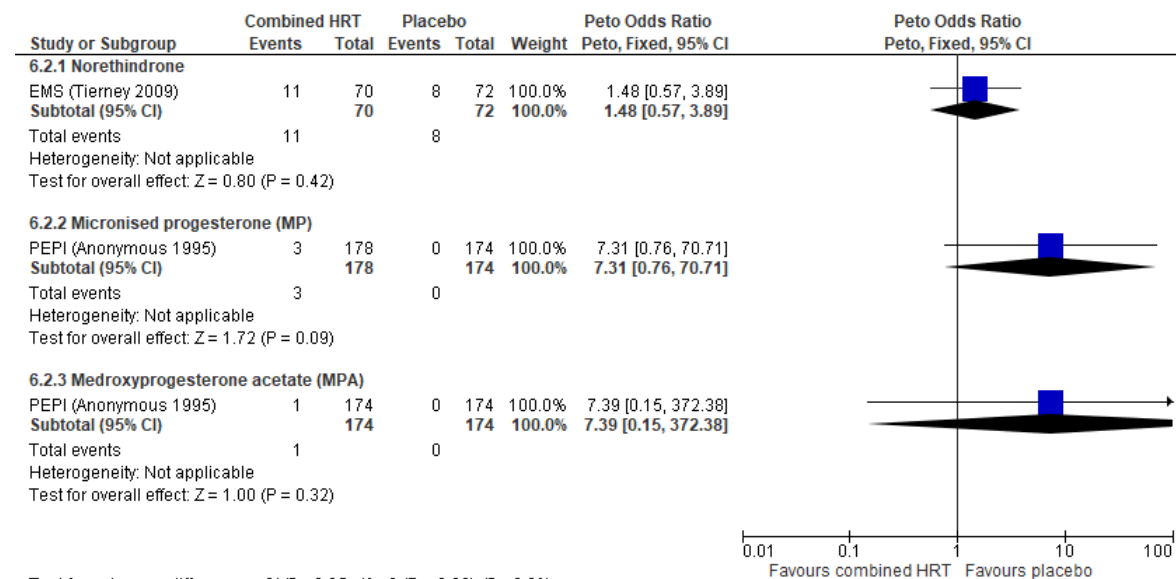 Combined HRT Placebo Peto Odds Ratio Peto Odds Ratio
Study or Subgroup Events Total Events Total Weight Peto, Fixed, 95% CI Peto, Fixed, 95% CI
6.2.1 Norethindrone
EMS (Tierney 2009) 11 70 8 72 100.0% 1.48 [0.57, 3.89]
Subtotal (95% CI) 70 72 100.0% 1.48 [0.57, 3.89]
Total events 11 8
Heterogeneity: Not applicable
Test for overall effect: Z = 0.80 (P = 0.42)
6.2.2 Micronised progesterone (MP)
PEPI (Anonymous 1995) 3 178 0 174 100.0% 7.31 [0.76, 70.71]
Subtotal (95% CI) 178 174 100.0% 7.31 [0.76, 70.71]
Total events 3 0
Heterogeneity: Not applicable
Test for overall effect: Z = 1.72 (P = 0.09)
6.2.3 Medroxyprogesterone acetate (MPA)
PEPI (Anonymous 1995) 1 174 0 174 100.0% 7.39 [0.15, 372.38]
Subtotal (95% CI) 174 174 100.0% 7.39 [0.15, 372.38]
Total events 1 0
Heterogeneity: Not applicable
Test for overall effect: Z = 1.00 (P = 0.32)
0.01 0.1 1 10 100
Favours combined HRT Favours placebo